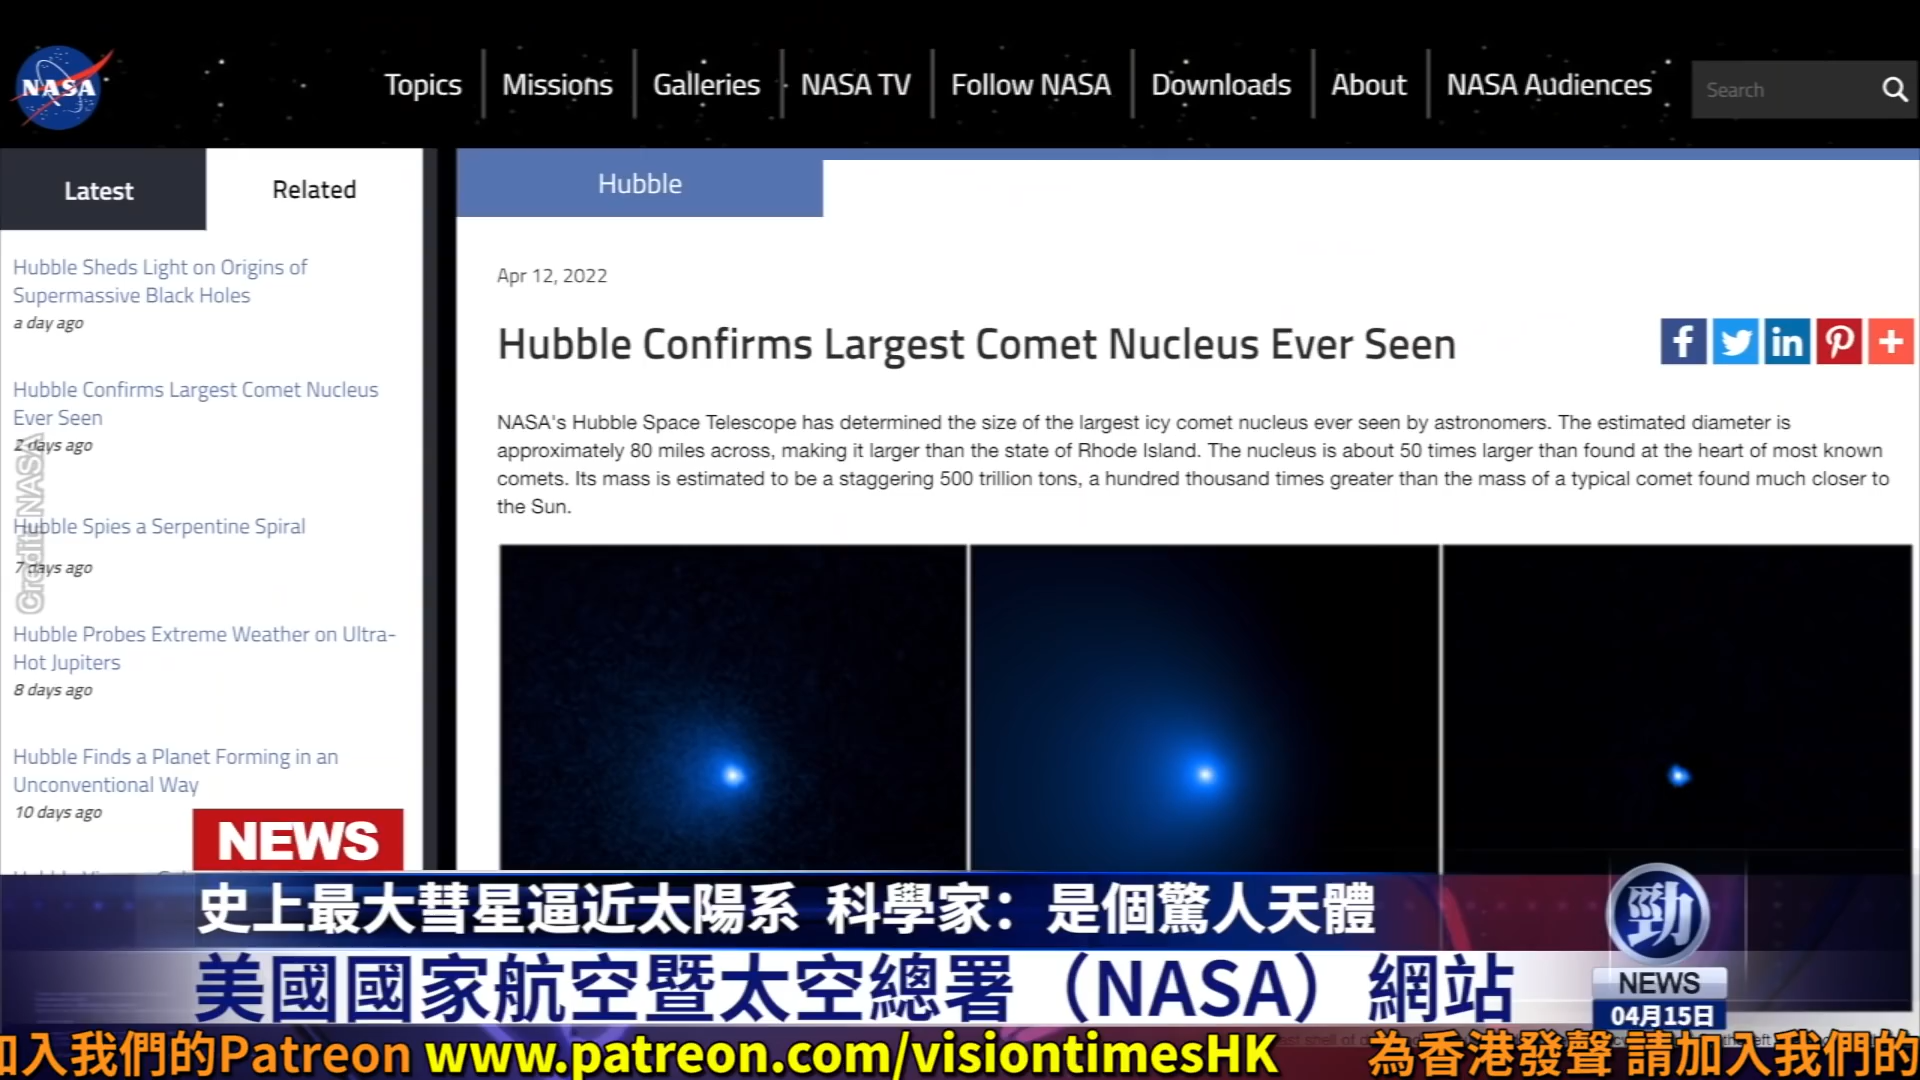 NASA
Topics
Missions
Galleries
NASA TV
Follow NASA
Downloads
About
NASA Audiences
Search
Latest
Related
Hubble Sheds Light on Origins of
Supermassive Black Holes
a day ago
Hubble Confirms Largest Comet Nucleus
Ever Seen
2 days ago
Hubble Spies a Serpentine Spiral
7 days ago
Hubble Probes Extreme Weather on Ultra-
Hot Jupiters
8 days ago
Hubble Finds a Planet Forming in an
Unconventional Way
10 days ago
Credit NASA
Hubble
Apr 12, 2022
Hubble Confirms Largest Comet Nucleus Ever Seen
NASA's Hubble Space Telescope has determined the size of the largest icy comet nucleus ever seen by astronomers. The estimated diameter is
approximately 80 miles across, making it larger than the state of Rhode Island. The nucleus is about 50 times larger than found at the heart of most known
comets. Its mass is estimated to be a staggering 500 trillion tons, a hundred thousand times greater than the mass of a typical comet found much closer to
the Sun.
NEWS
史上最大彗星逼近太陽系 科學家：是個驚人天體
美國國家航空暨太空總署（NASA）網站
勁
NEWS
04月15日
加入我們的Patreon www.patreon.com/visiontimesHK 為香港發聲 請加入我們的